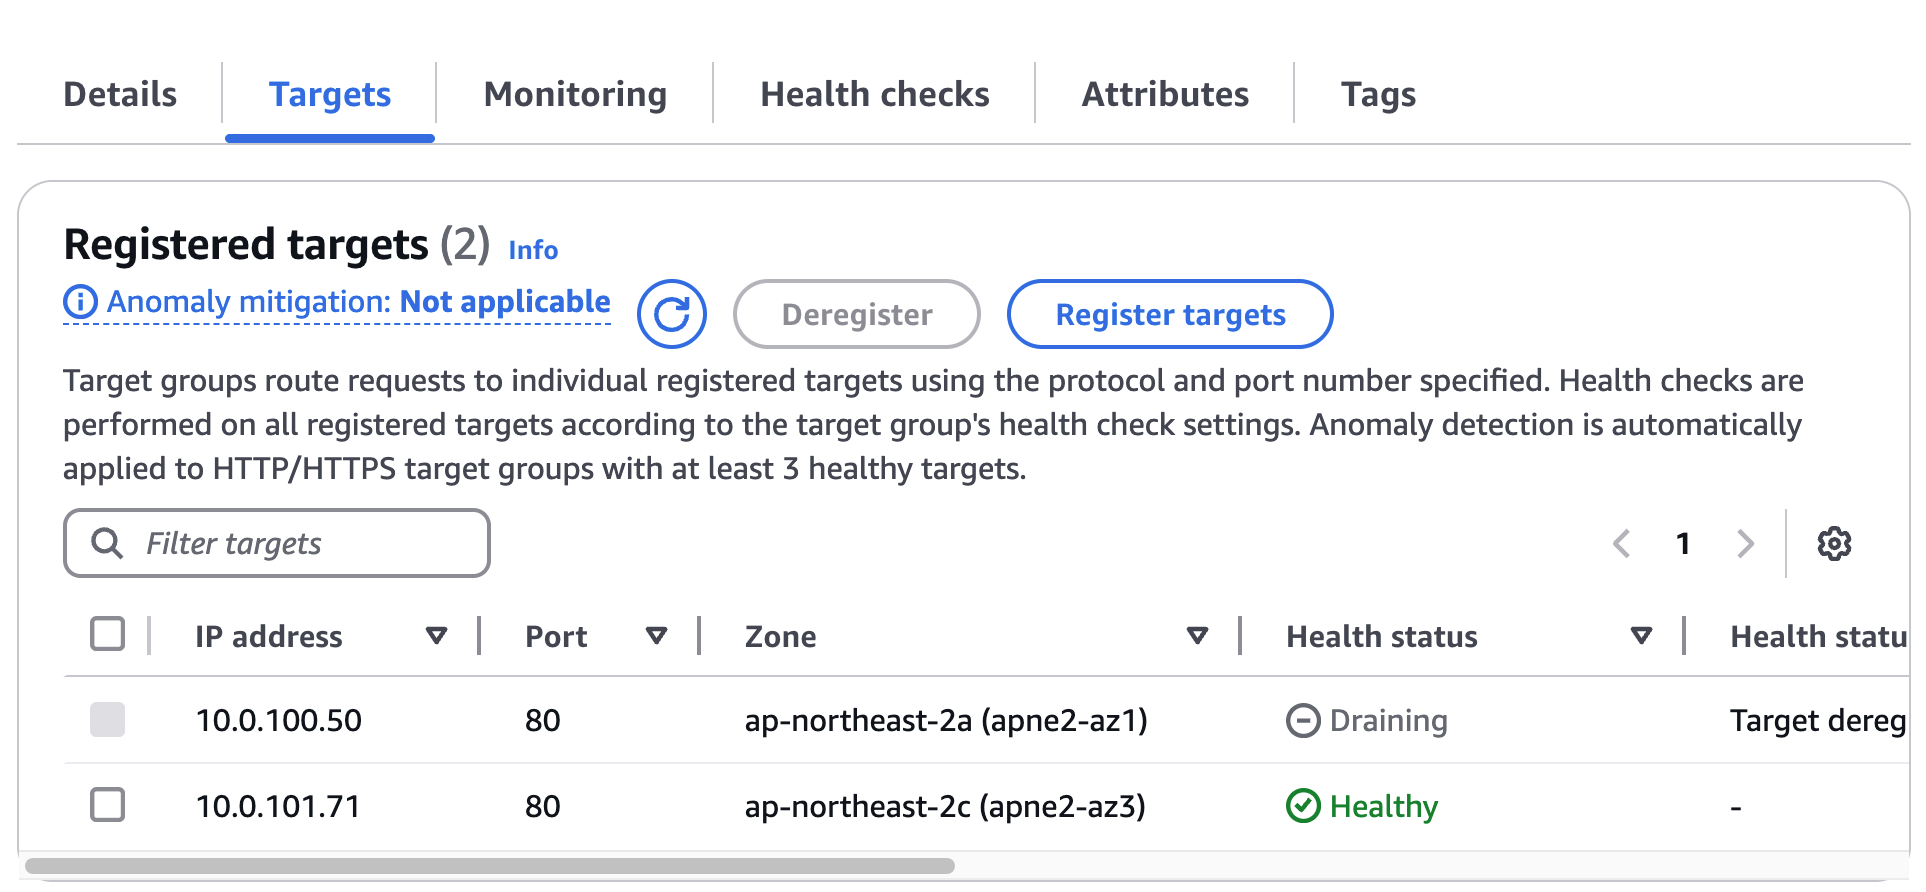 Details Targets Monitoring Health checks Attributes Tags
Registered targets (2) Info
Anomaly mitigation: Not applicable Deregister Register targets
Target groups route requests to individual registered targets using the protocol and port number specified. Health checks are
performed on all registered targets according to the target group's health check settings. Anomaly detection is automatically
applied to HTTP/HTTPS target groups with at least 3 healthy targets.
Filter targets 1
IP address Port Zone Health status Health statu
10.0.100.50 80 ap-northeast-2a (apne2-az1) Draining Target dereg
10.0.101.71 80 ap-northeast-2c (apne2-az3) Healthy -